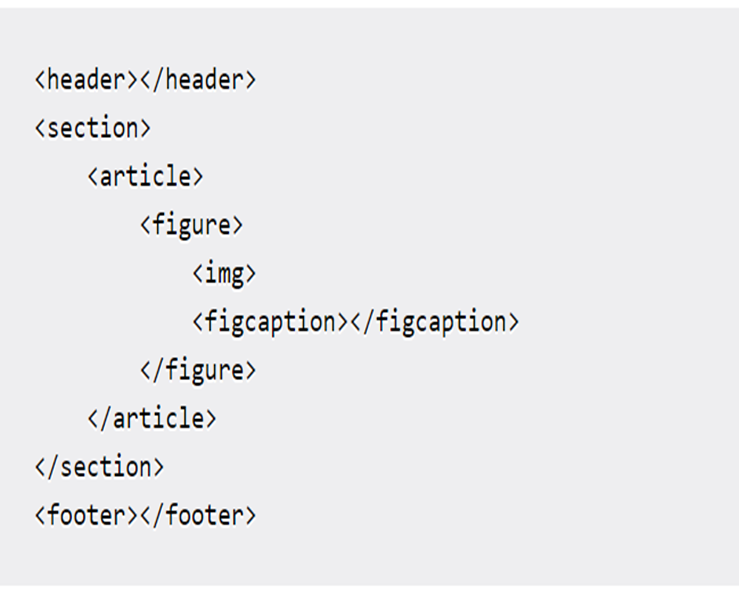 <header></header>
<section>
    <article>
        <figure>
            <img>
            <figcaption></figcaption>
        </figure>
    </article>
</section>
<footer></footer>